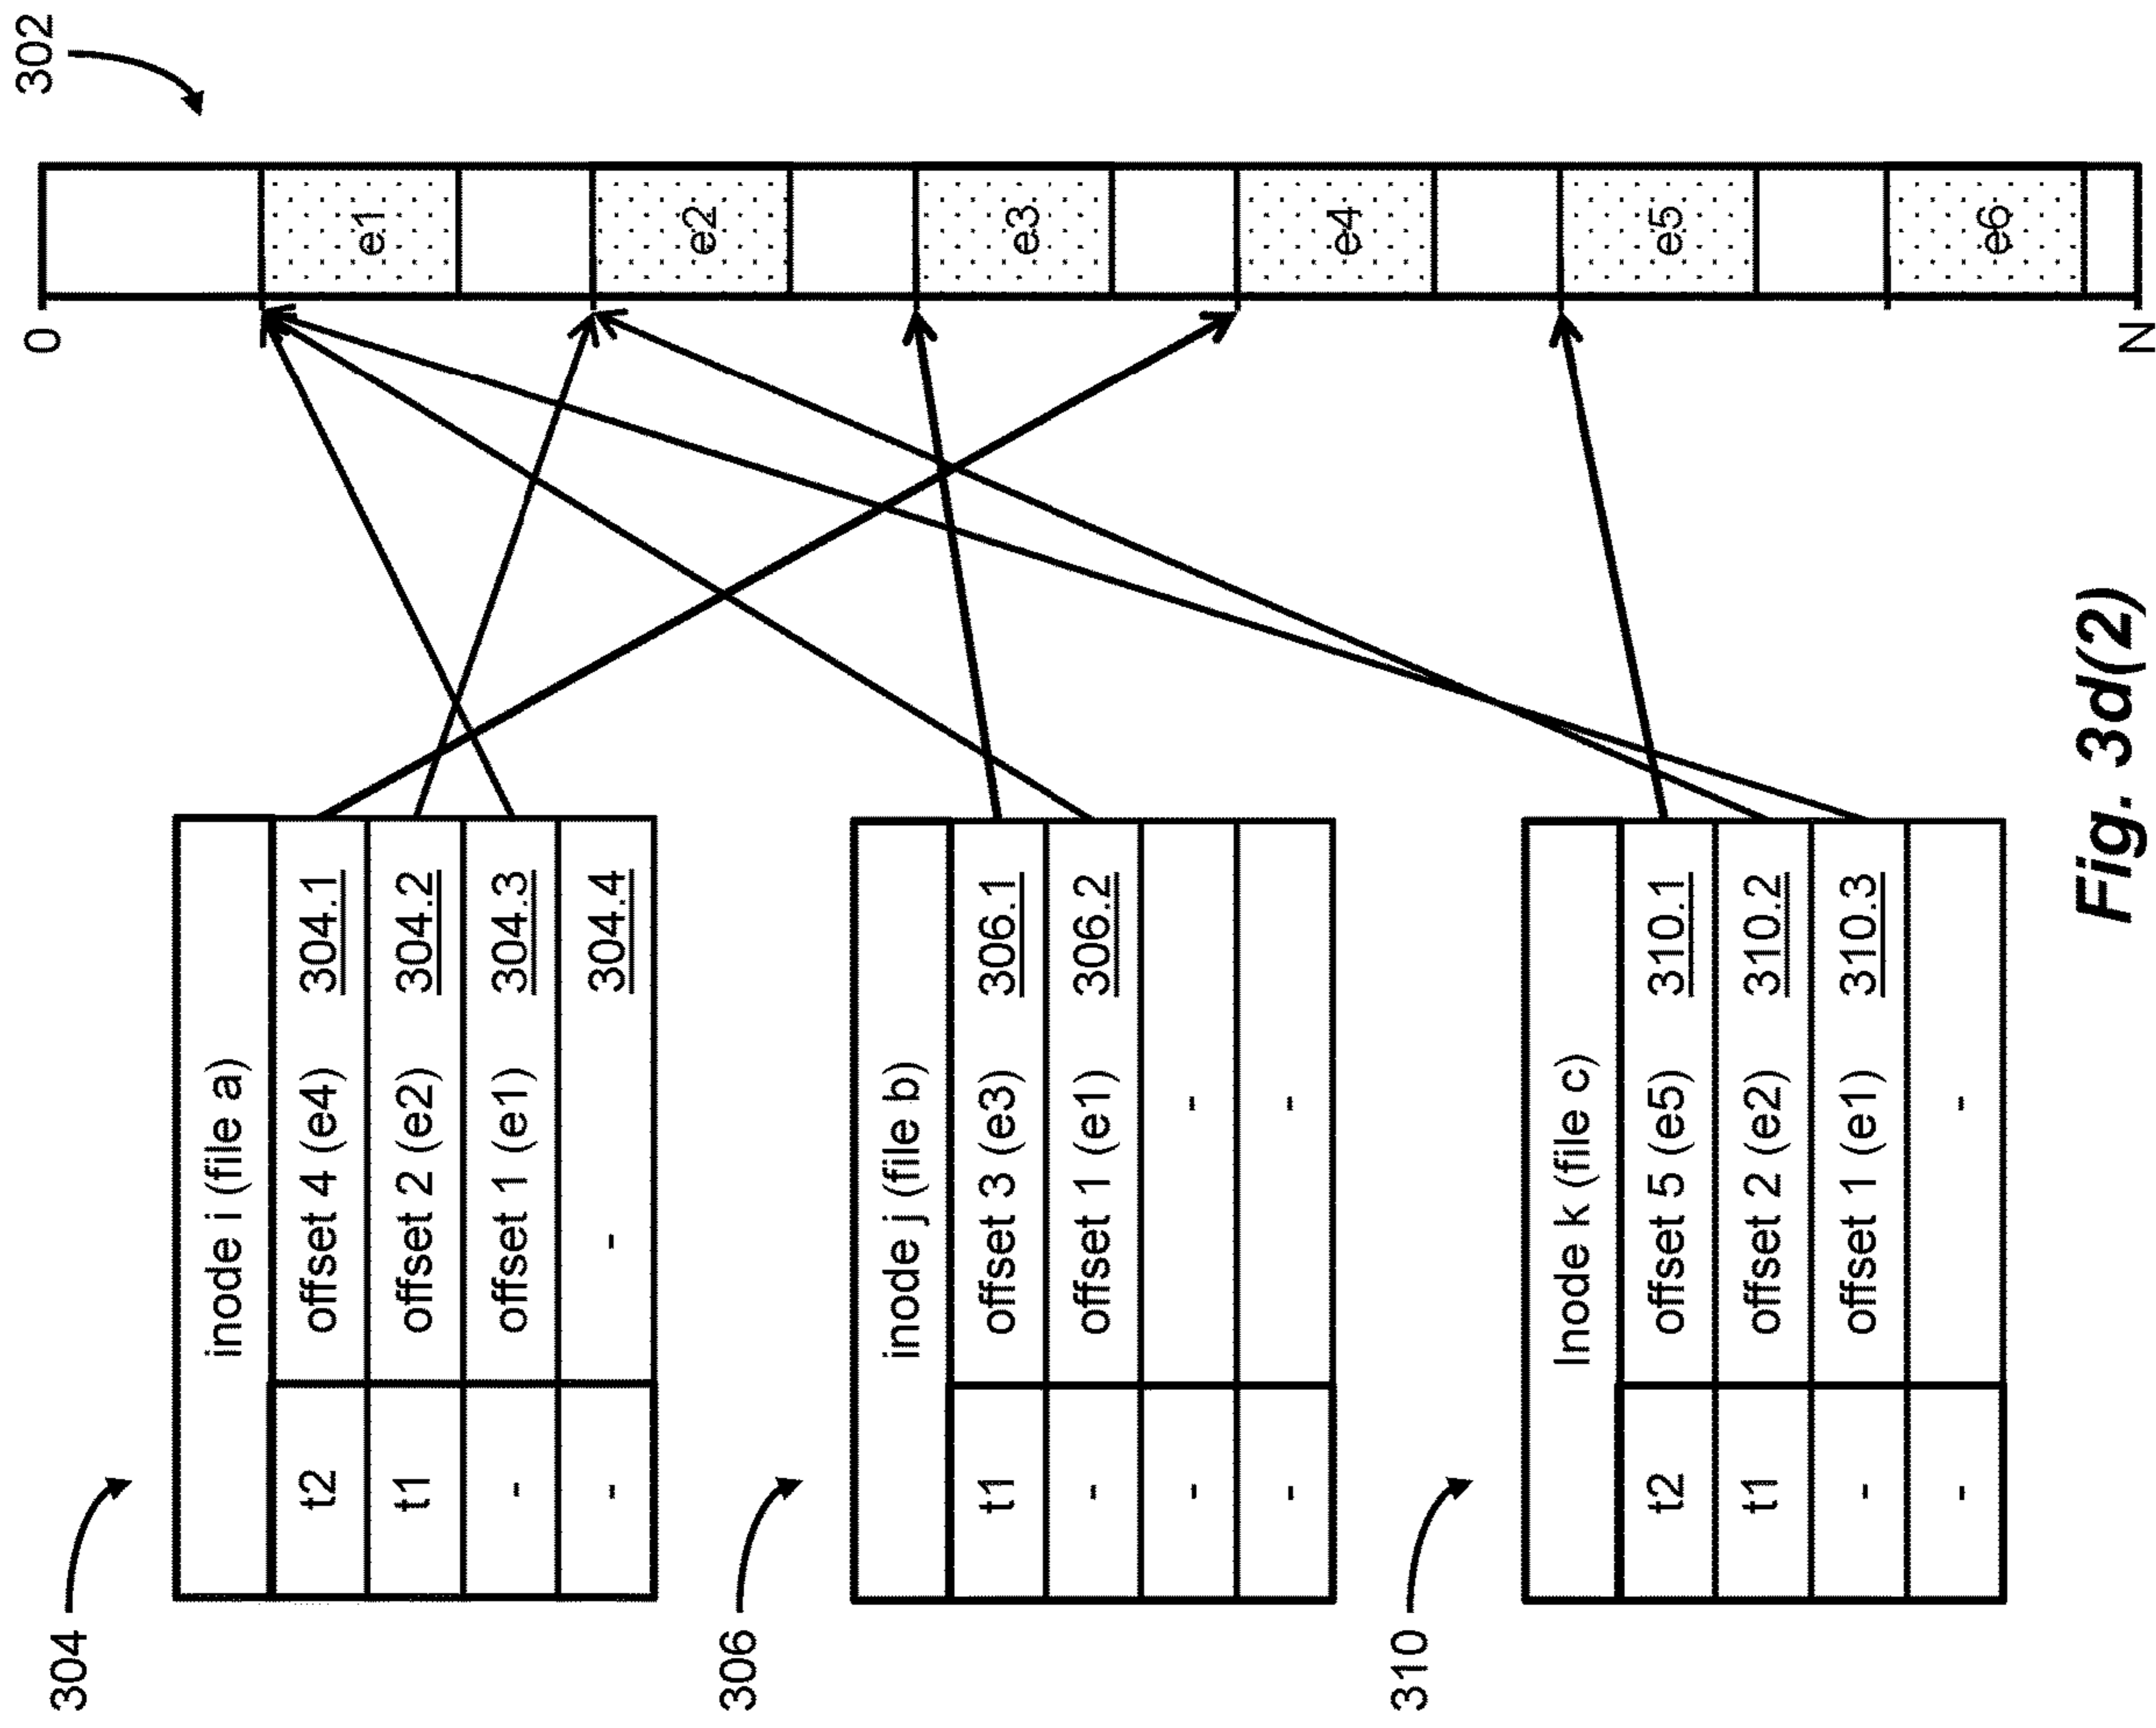 302
0
e1
e2
e3
e4
e5
e6
N
304
inode i (file a)
t2 offset 4 (e4) 304.1
t1 offset 2 (e2) 304.2
- offset 1 (e1) 304.3
- - 304.4
306
inode j (file b)
t1 offset 3 (e3) 306.1
- offset 1 (e1) 306.2
- -
- -
310
Inode k (file c)
t2 offset 5 (e5) 310.1
t1 offset 2 (e2) 310.2
- offset 1 (e1) 310.3
- -
Fig. 3d(2)